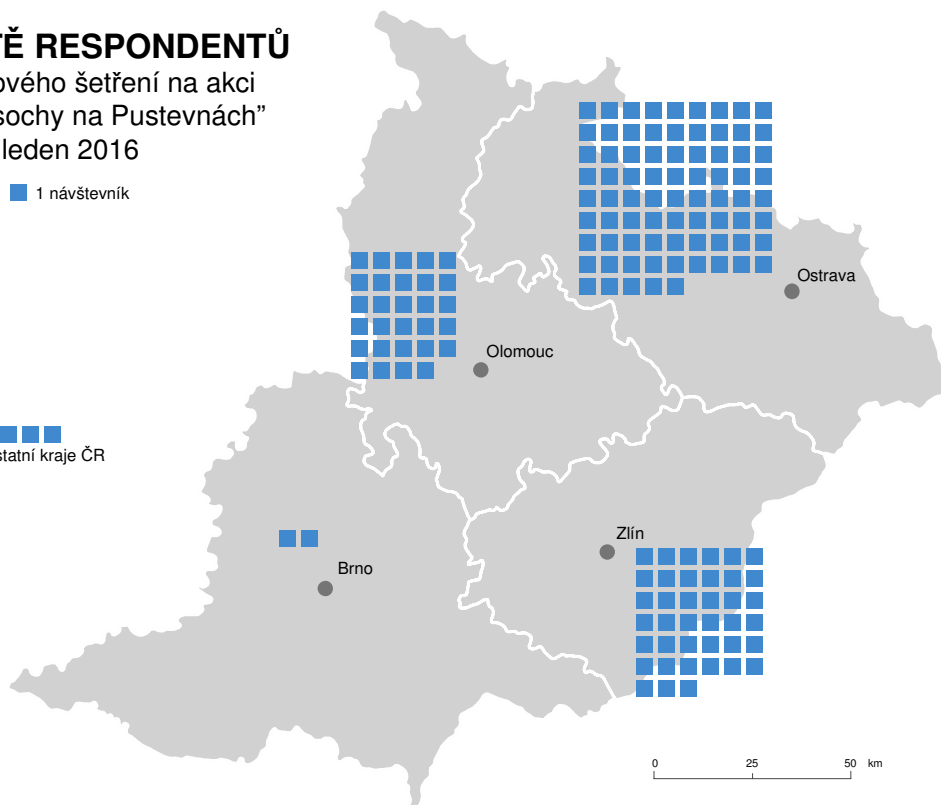 TĚ RESPONDENTŮ
ového šetření na akci
sochy na Pustevnách”
leden 2016
1 návštevník
Ostrava
Olomouc
statní kraje ČR
Zlín
Brno
0 25 50 km